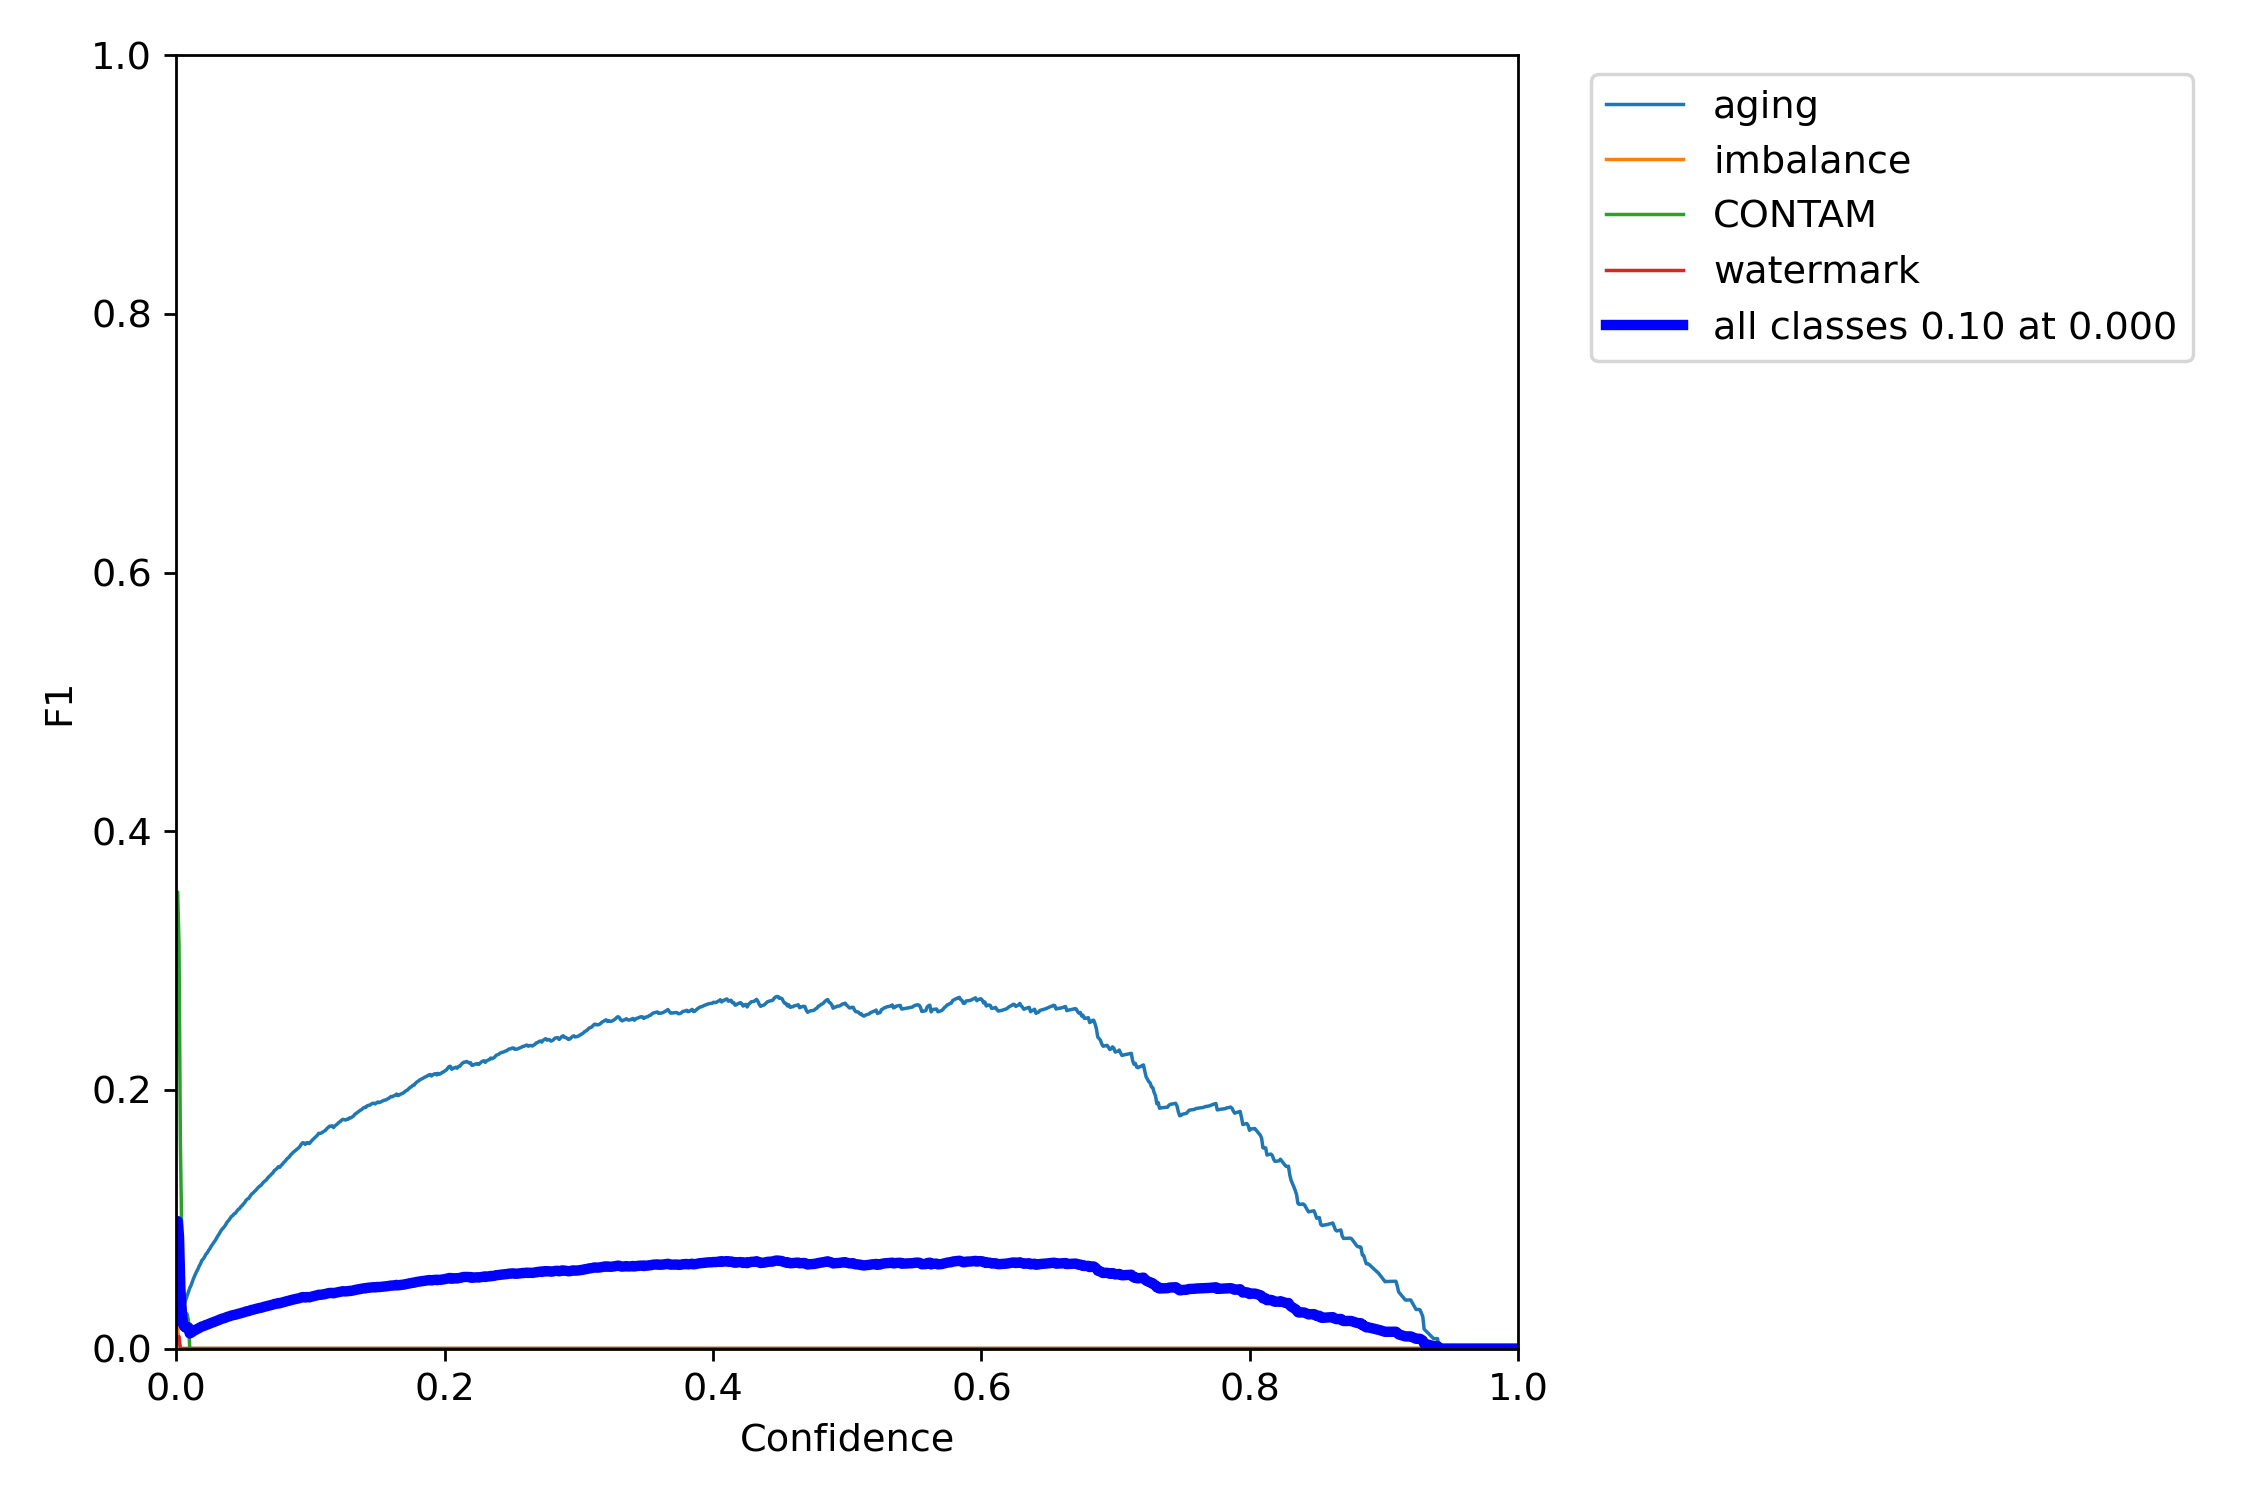 1.0
0.8
0.6
0.4
0.2
0.0
F1
0.0 0.2 0.4 0.6 0.8 1.0
Confidence
aging
imbalance
CONTAM
watermark
all classes 0.10 at 0.000